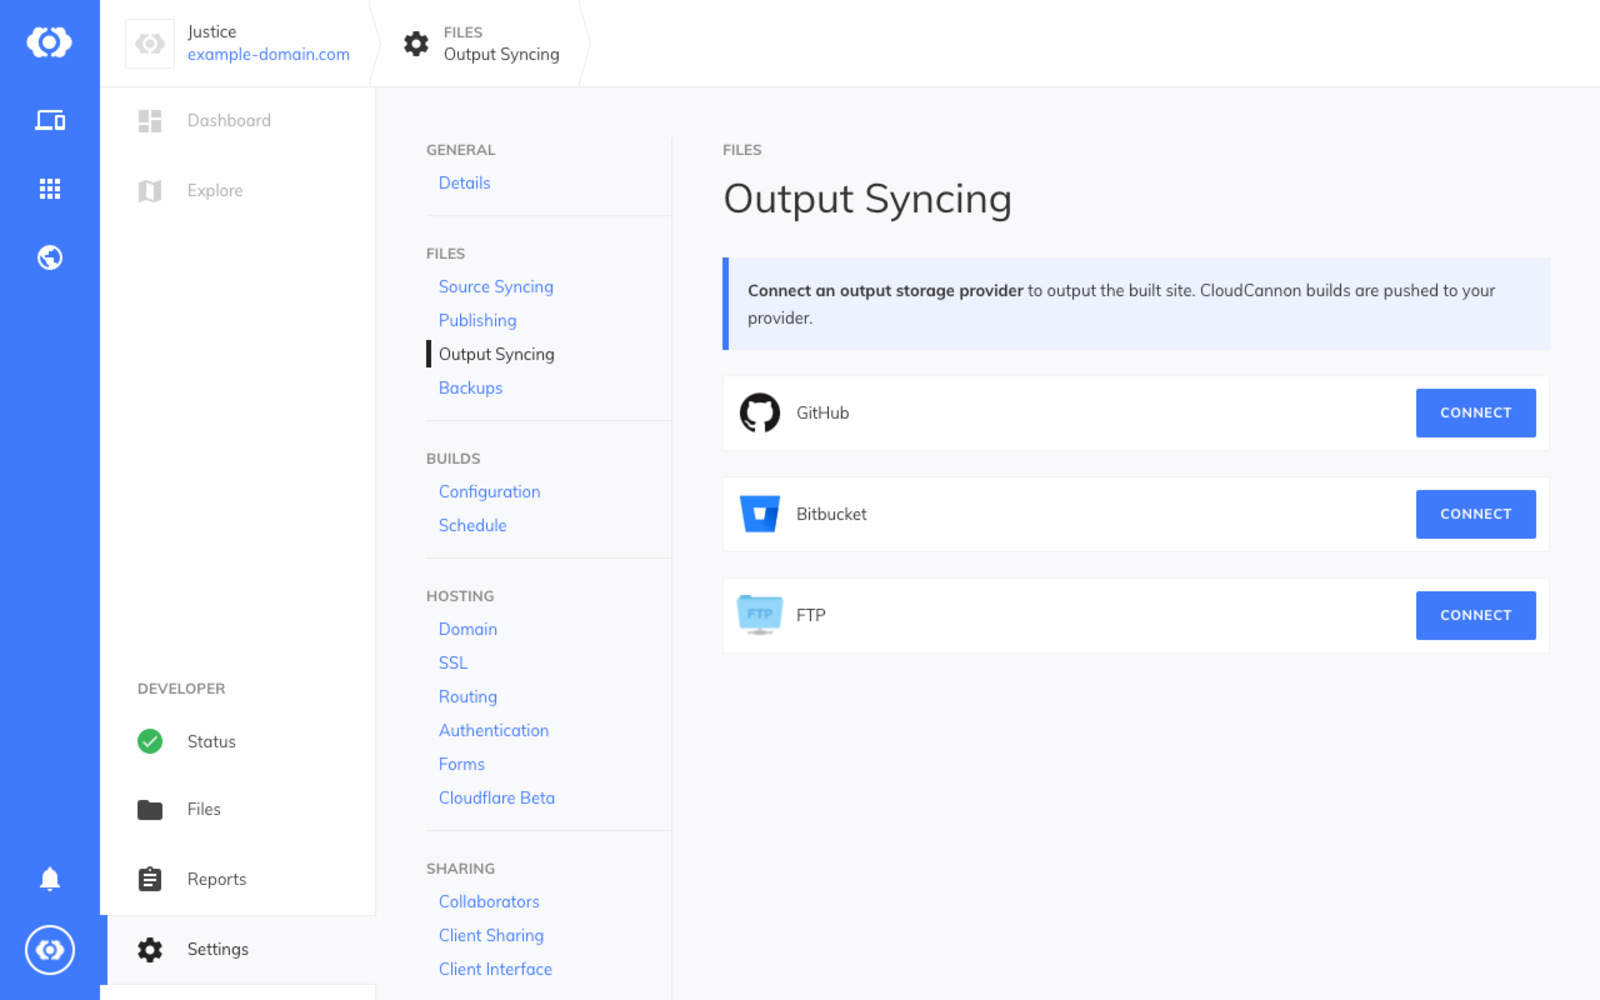 Justice
example-domain.com
FILES
Output Syncing
Dashboard
Explore
DEVELOPER
Status
Files
Reports
Settings
GENERAL
Details
FILES
Source Syncing
Publishing
Output Syncing
Backups
BUILDS
Configuration
Schedule
HOSTING
Domain
SSL
Routing
Authentication
Forms
Cloudflare Beta
SHARING
Collaborators
Client Sharing
Client Interface
FILES
Output Syncing
Connect an output storage provider to output the built site. CloudCannon builds are pushed to your
provider.
GitHub
CONNECT
Bitbucket
CONNECT
FTP
FTP
CONNECT